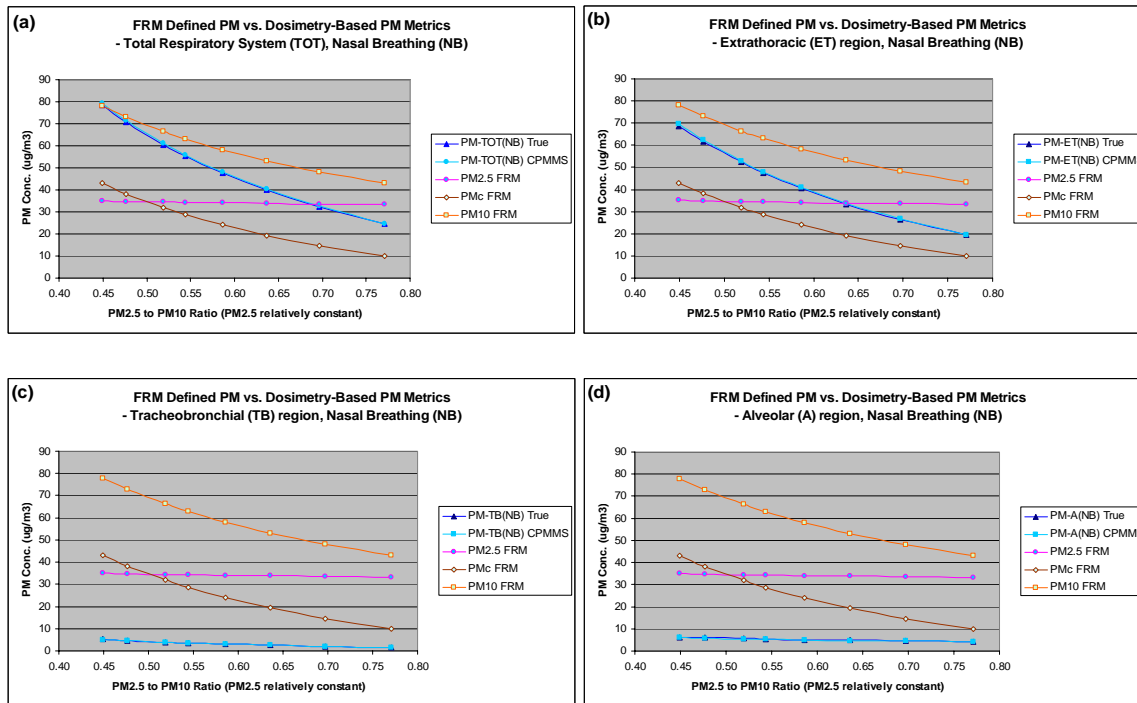 (a)
FRM Defined PM vs. Dosimetry-Based PM Metrics
- Total Respiratory System (TOT), Nasal Breathing (NB)
PM Conc. (ug/m3)
90
80
70
60
50
40
30
20
10
0
0.40 0.45 0.50 0.55 0.60 0.65 0.70 0.75 0.80
PM2.5 to PM10 Ratio (PM2.5 relatively constant)
PM-TOT(NB) True
PM-TOT(NB) CPMMS
PM2.5 FRM
PMc FRM
PM10 FRM
(b)
FRM Defined PM vs. Dosimetry-Based PM Metrics
- Extrathoracic (ET) region, Nasal Breathing (NB)
PM Conc. (ug/m3)
90
80
70
60
50
40
30
20
10
0
0.40 0.45 0.50 0.55 0.60 0.65 0.70 0.75 0.80
PM2.5 to PM10 Ratio (PM2.5 relatively constant)
PM-ET(NB) True
PM-ET(NB) CPMMS
PM2.5 FRM
PMc FRM
PM10 FRM
(c)
FRM Defined PM vs. Dosimetry-Based PM Metrics
- Tracheobronchial (TB) region, Nasal Breathing (NB)
PM Conc. (ug/m3)
90
80
70
60
50
40
30
20
10
0
0.40 0.45 0.50 0.55 0.60 0.65 0.70 0.75 0.80
PM2.5 to PM10 Ratio (PM2.5 relatively constant)
PM-TB(NB) True
PM-TB(NB) CPMMS
PM2.5 FRM
PMc FRM
PM10 FRM
(d)
FRM Defined PM vs. Dosimetry-Based PM Metrics
- Alveolar (A) region, Nasal Breathing (NB)
PM Conc. (ug/m3)
90
80
70
60
50
40
30
20
10
0
0.40 0.45 0.50 0.55 0.60 0.65 0.70 0.75 0.80
PM2.5 to PM10 Ratio (PM2.5 relatively constant)
PM-A(NB) True
PM-A(NB) CPMMS
PM2.5 FRM
PMc FRM
PM10 FRM